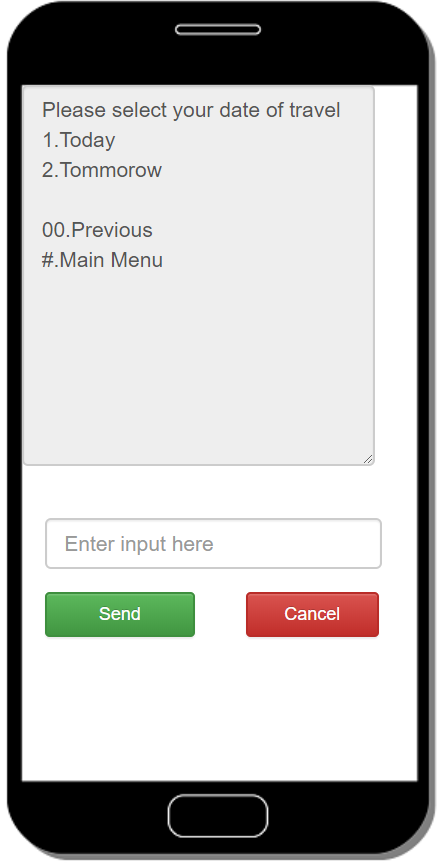 Please select your date of travel
1.Today
2.Tommorow
00.Previous
#.Main Menu
Enter input here
Send
Cancel